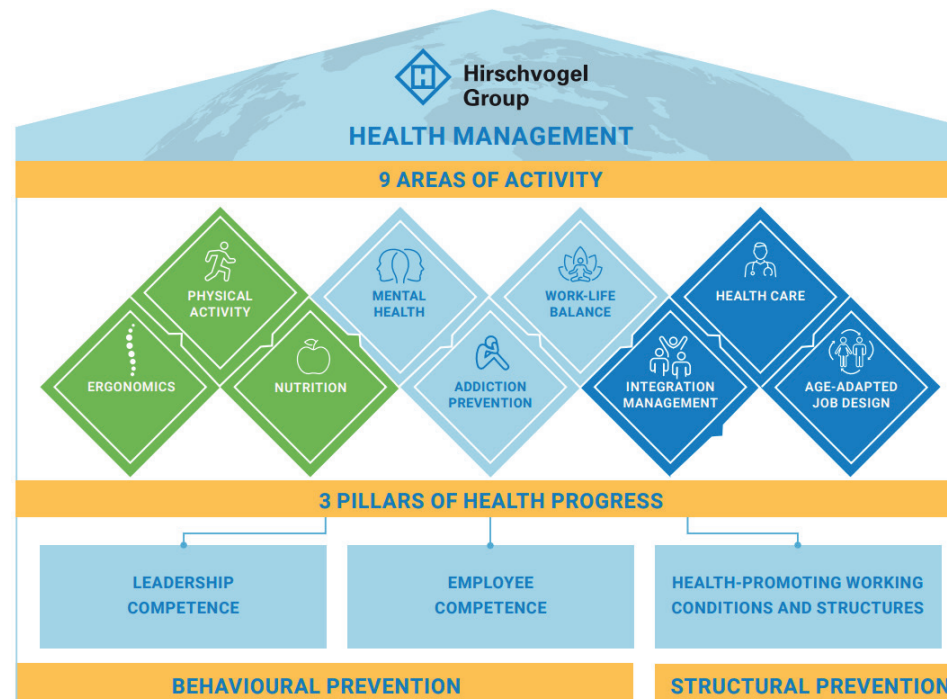 Hirschvogel
Group
HEALTH MANAGEMENT
9 AREAS OF ACTIVITY
PHYSICAL
ACTIVITY
MENTAL
HEALTH
WORK-LIFE
BALANCE
HEALTH CARE
ERGONOMICS
NUTRITION
ADDICTION
PREVENTION
INTEGRATION
MANAGEMENT
AGE-ADAPTED
JOB DESIGN
3 PILLARS OF HEALTH PROGRESS
LEADERSHIP
COMPETENCE
EMPLOYEE
COMPETENCE
HEALTH-PROMOTING WORKING
CONDITIONS AND STRUCTURES
BEHAVIOURAL PREVENTION
STRUCTURAL PREVENTION